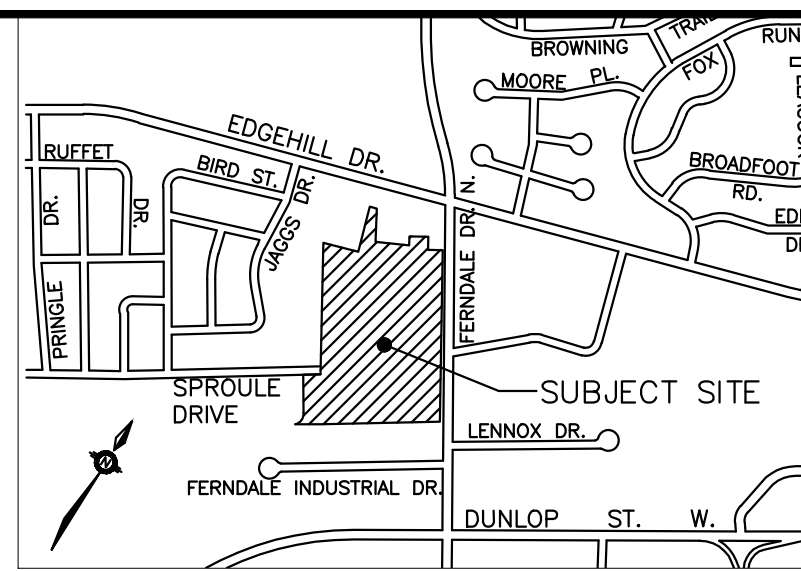 BROWNING
TRAIL
RUN
FOX
MOORE PL.
EDGEHILL DR.
RUFFET
DR.
BIRD ST.
JAGGS DR.
DR.
PRINGLE
FERNDALE DR. N.
BROADFOOT
RD.
SPROULE
DRIVE
SUBJECT SITE
LENNOX DR.
FERNDALE INDUSTRIAL DR.
DUNLOP ST. W.
N